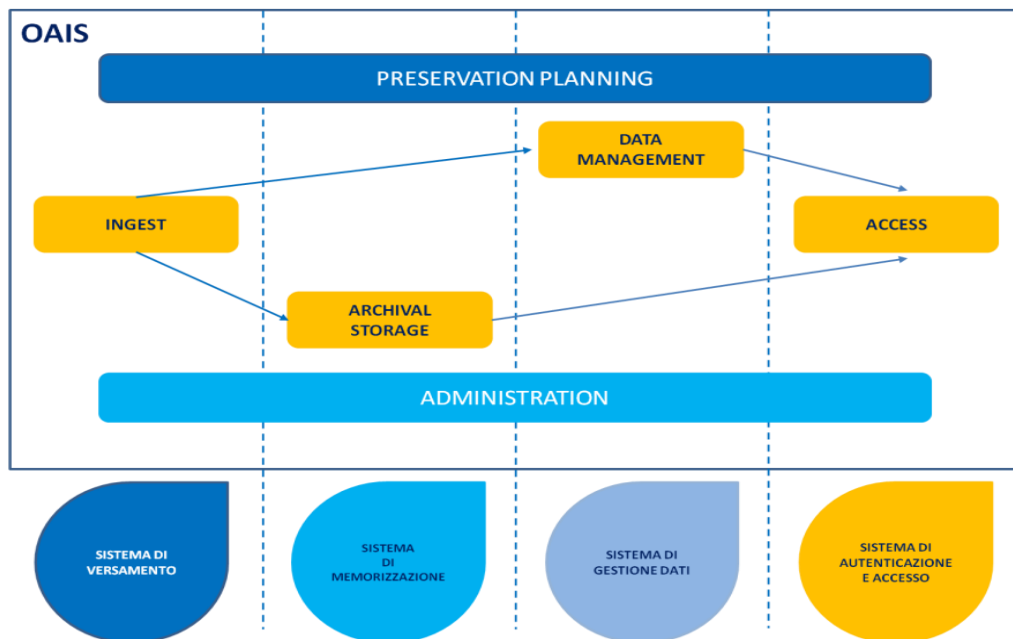 OAIS
PRESERVATION PLANNING
DATA
MANAGEMENT
INGEST
ACCESS
ARCHIVAL
STORAGE
ADMINISTRATION
SISTEMA DI
VERSAMENTO
SISTEMA
DI
MEMORIZZAZIONE
SISTEMA DI
GESTIONE DATI
SISTEMA DI
AUTENTICAZIONE
E ACCESSO